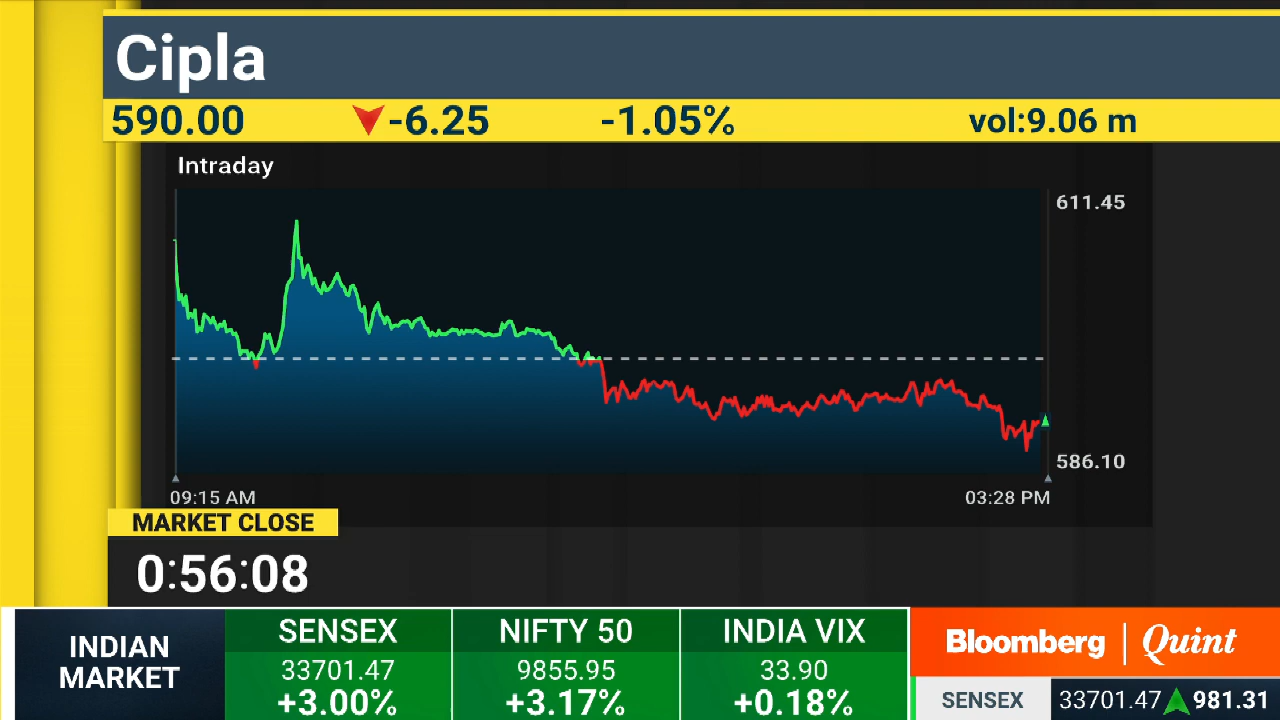 Cipla
590.00 -6.25 -1.05% vol:9.06 m
Intraday
611.45
586.10
09:15 AM 03:28 PM
MARKET CLOSE
0:56:08
INDIAN
MARKET
SENSEX
33701.47
+3.00%
NIFTY 50
9855.95
+3.17%
INDIA VIX
33.90
+0.18%
Bloomberg | Quint
SENSEX 33701.47 981.31